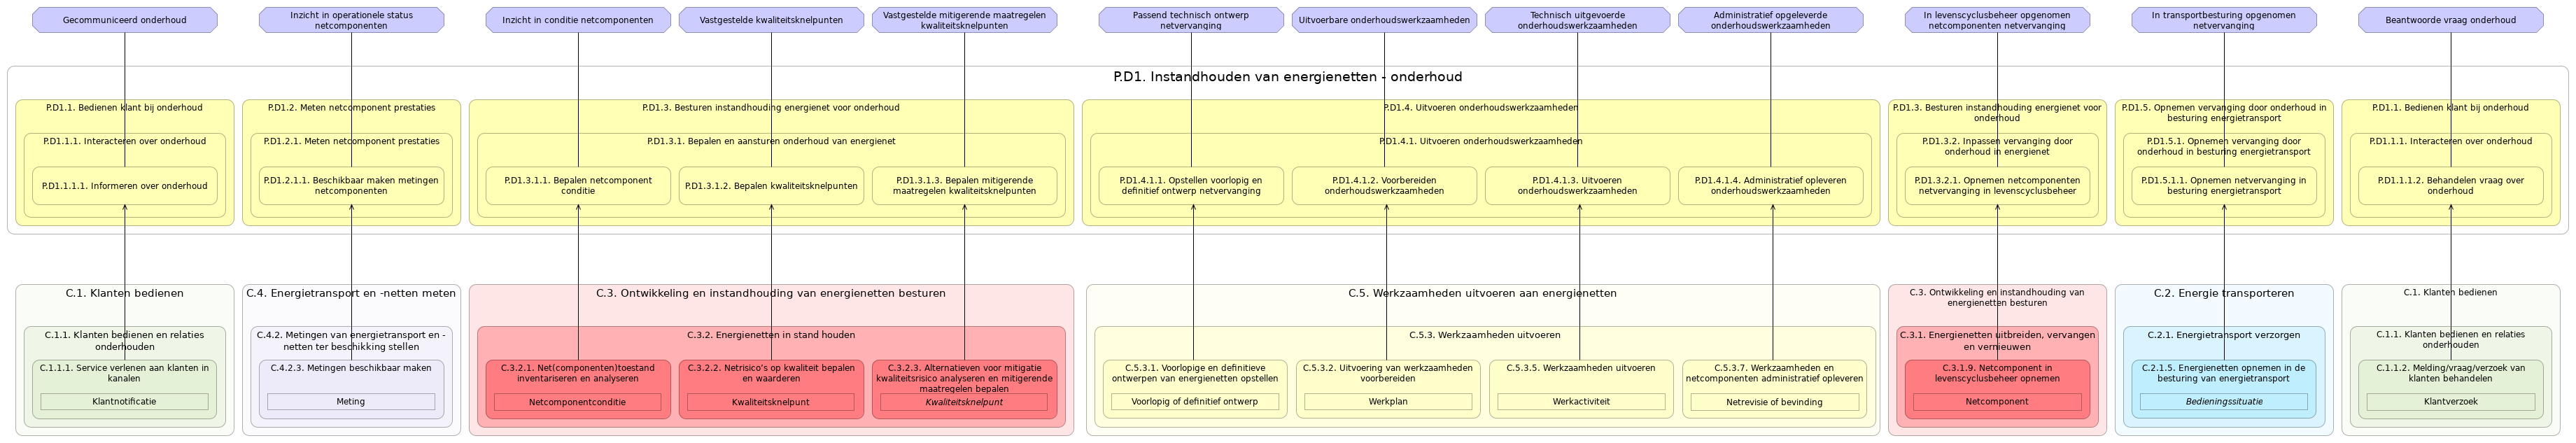 Gecommuniceerd onderhoud
Inzicht in operationele status
netcomponenten
Inzicht in conditie netcomponenten
Vastgestelde kwaliteitsknelpunten
Vastgestelde mitigerende maatregelen
kwaliteitsknelpunten
Passend technisch ontwerp
netvervanging
Uitvoerbare onderhoudswerkzaamheden
Technisch uitgevoerde
onderhoudswerkzaamheden
Administratief opgeleverde
onderhoudswerkzaamheden
In levenscyclusbeheer opgenomen
netcomponenten netvervanging
In transportbesturing opgenomen
netvervanging
Beantwoorde vraag onderhoud
P.D1. Instandhouden van energienetten - onderhoud
P.D1.1. Bedienen klant bij onderhoud
P.D1.1.1. Interacteren over onderhoud
P.D1.1.1.1. Informeren over onderhoud
P.D1.2. Meten netcomponent prestaties
P.D1.2.1. Meten netcomponent prestaties
P.D1.2.1.1. Beschikbaar maken metingen
netcomponenten
P.D1.3. Besturen instandhouding energienet voor onderhoud
P.D1.3.1. Bepalen en aansturen onderhoud van energienet
P.D1.3.1.1. Bepalen netcomponent
conditie
P.D1.3.1.2. Bepalen kwaliteitsknelpunten
P.D1.3.1.3. Bepalen mitigerende
maatregelen kwaliteitsknelpunten
P.D1.4. Uitvoeren onderhoudswerkzaamheden
P.D1.4.1. Uitvoeren onderhoudswerkzaamheden
P.D1.4.1.1. Opstellen voorlopig en
definitief ontwerp netvervanging
P.D1.4.1.2. Voorbereiden
onderhoudswerkzaamheden
P.D1.4.1.3. Uitvoeren
onderhoudswerkzaamheden
P.D1.4.1.4. Administratief opleveren
onderhoudswerkzaamheden
P.D1.3. Besturen instandhouding energienet voor
onderhoud
P.D1.3.2. Inpassen vervanging door
onderhoud in energienet
P.D1.3.2.1. Opnemen netcomponenten
netvervanging in levenscyclusbeheer
P.D1.5. Opnemen vervanging door onderhoud in
besturing energietransport
P.D1.5.1. Opnemen vervanging door
onderhoud in besturing energietransport
P.D1.5.1.1. Opnemen netvervanging in
besturing energietransport
P.D1.1. Bedienen klant bij onderhoud
P.D1.1.1. Interacteren over onderhoud
P.D1.1.1.2. Behandelen vraag over
onderhoud
C.1. Klanten bedienen
C.1.1. Klanten bedienen en relaties
onderhouden
C.1.1.1. Service verlenen aan klanten in
kanalen
Klantnotificatie
C.4. Energietransport en -netten meten
C.4.2. Metingen van energietransport en -
netten ter beschikking stellen
C.4.2.3. Metingen beschikbaar maken
Meting
C.3. Ontwikkeling en instandhouding van energienetten besturen
C.3.2. Energienetten in stand houden
C.3.2.1. Net(componenten)toestand
inventariseren en analyseren
Netcomponentconditie
C.3.2.2. Netrisico's op kwaliteit bepalen
en waarderen
Kwaliteitsknelpunt
C.3.2.3. Alternatieven voor mitigatie
kwaliteitsrisico analyseren en mitigerende
maatregelen bepalen
Kwaliteitsknelpunt
C.5. Werkzaamheden uitvoeren aan energienetten
C.5.3. Werkzaamheden uitvoeren
C.5.3.1. Voorlopige en definitieve
ontwerpen van energienetten opstellen
Voorlopig of definitief ontwerp
C.5.3.2. Uitvoering van werkzaamheden
voorbereiden
Werkplan
C.5.3.5. Werkzaamheden uitvoeren
Werkactiviteit
C.5.3.7. Werkzaamheden en
netcomponenten administratief opleveren
Netrevisie of bevinding
C.3. Ontwikkeling en instandhouding van
energienetten besturen
C.3.1. Energienetten uitbreiden, vervangen
en vernieuwen
C.3.1.9. Netcomponent in
levenscyclusbeheer opnemen
Netcomponent
C.2. Energie transporteren
C.2.1. Energietransport verzorgen
C.2.1.5. Energienetten opnemen in de
besturing van energietransport
Bedieningssituatie
C.1. Klanten bedienen
C.1.1. Klanten bedienen en relaties
onderhouden
C.1.1.2. Melding/vraag/verzoek van
klanten behandelen
Klantverzoek